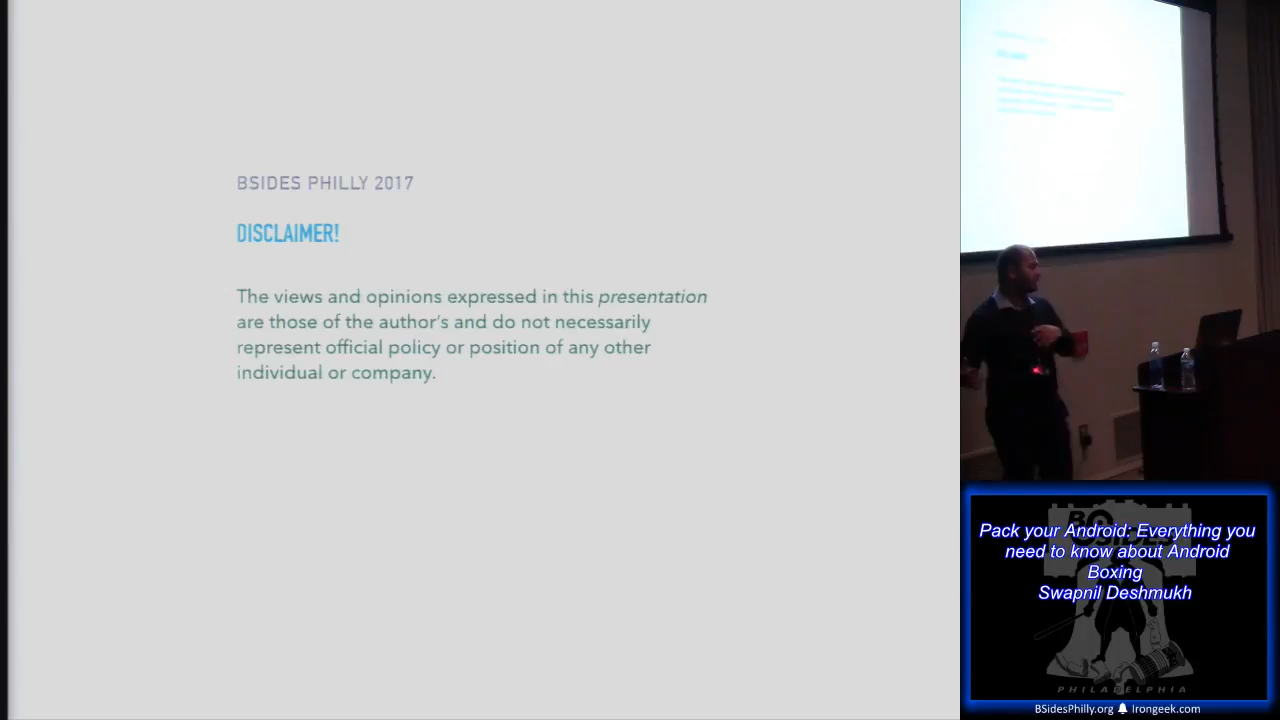 BSIDES PHILLY 2017
DISCLAIMER!
The views and opinions expressed in this presentation
are those of the author's and do not necessarily
represent official policy or position of any other
individual or company.
Pack your Android: Everything you
need to know about Android
Boxing
Swapnil Deshmukh
BSIDES
PHILADELPHIA
BSidesPhilly.org Irongeek.com